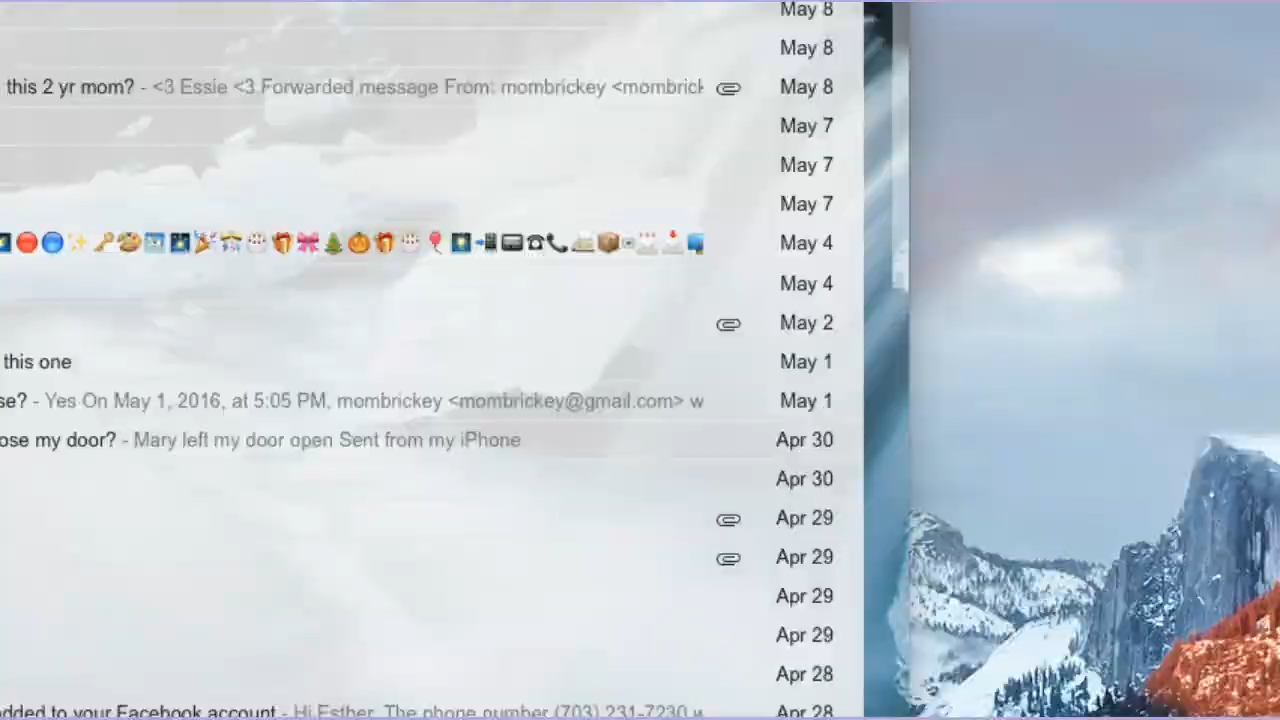 May 8
May 8
this 2 yr mom? - <3 Essie <3 Forwarded message From: mombrickey <mombrick May 8
May 7
May 7
May 7
May 4
May 4
May 2
this one May 1
se? - Yes On May 1, 2016, at 5:05 PM, mombrickey <mombrickey@gmail.com> w May 1
ose my door? - Mary left my door open Sent from my iPhone Apr 30
Apr 30
Apr 29
Apr 29
Apr 29
Apr 29
Apr 28
added to your Facebook account - Hi Esther, The phone number (703) 231-7230 w Apr 28